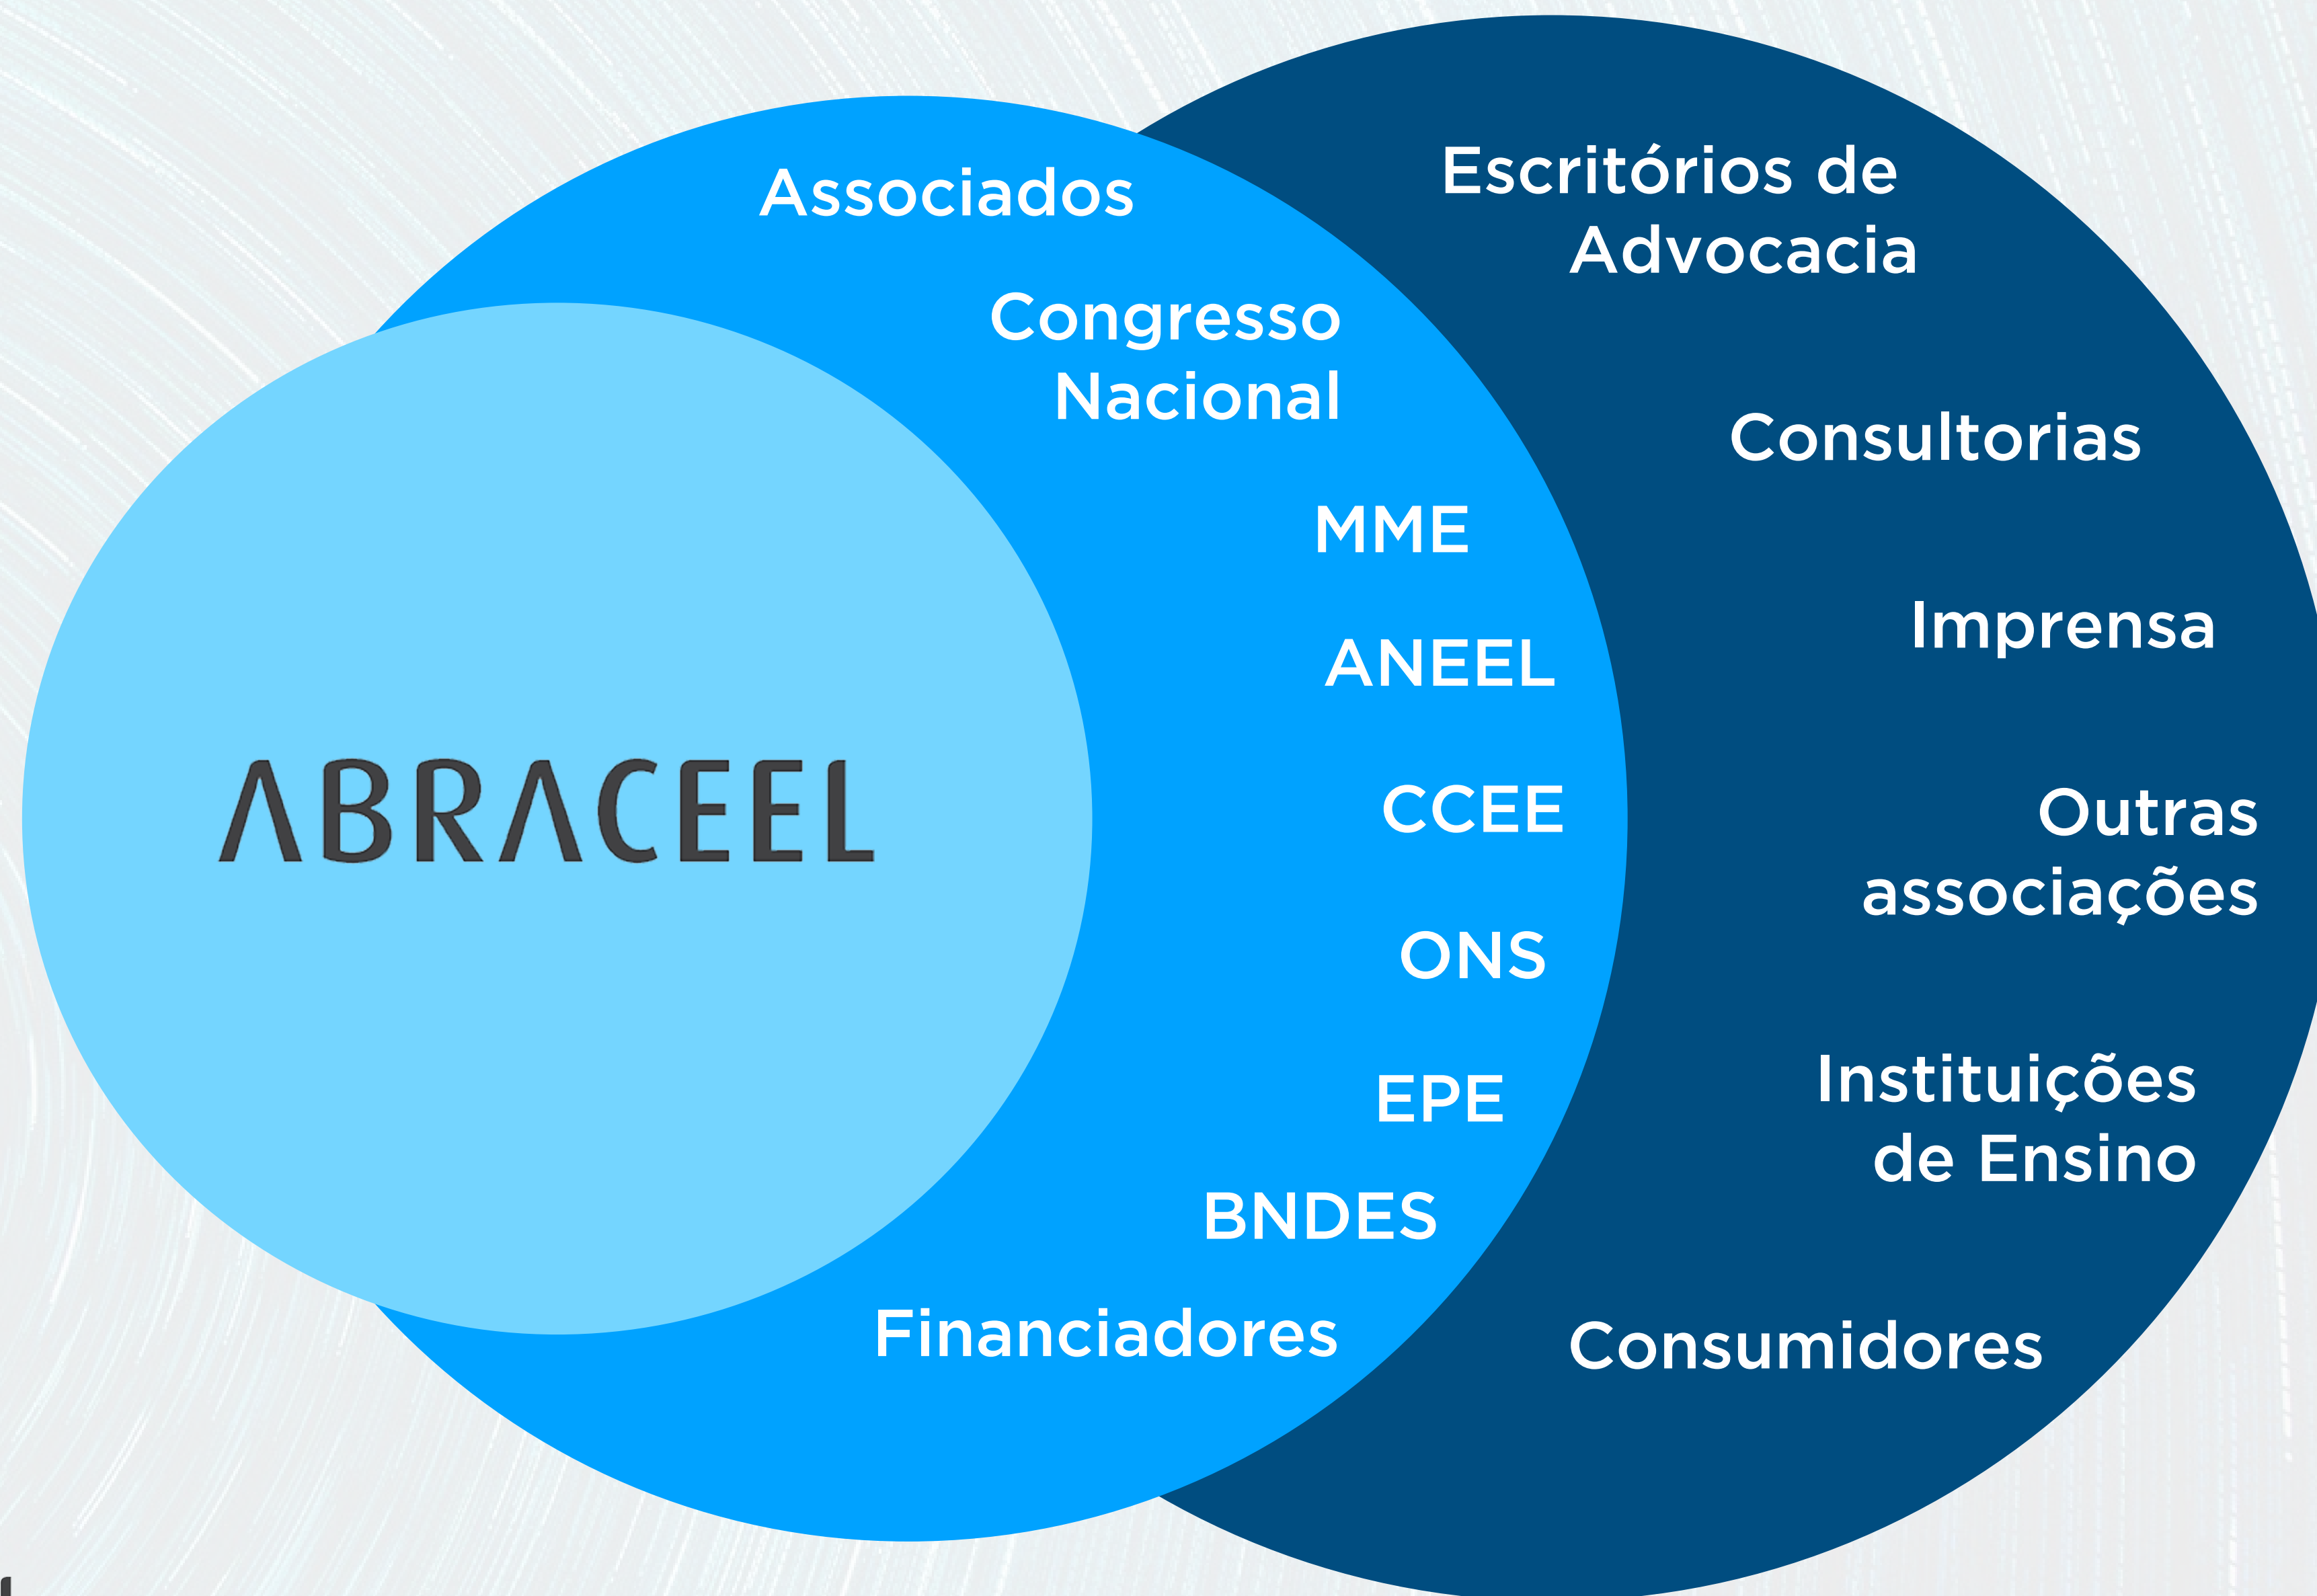 ABRACEEL
Associados
Congresso
Nacional
MME
ANEEL
CCEE
ONS
EPE
BNDES
Financiadores
Escritórios de
Advocacia
Consultorias
Imprensa
Outras
associações
Instituições
de Ensino
Consumidores